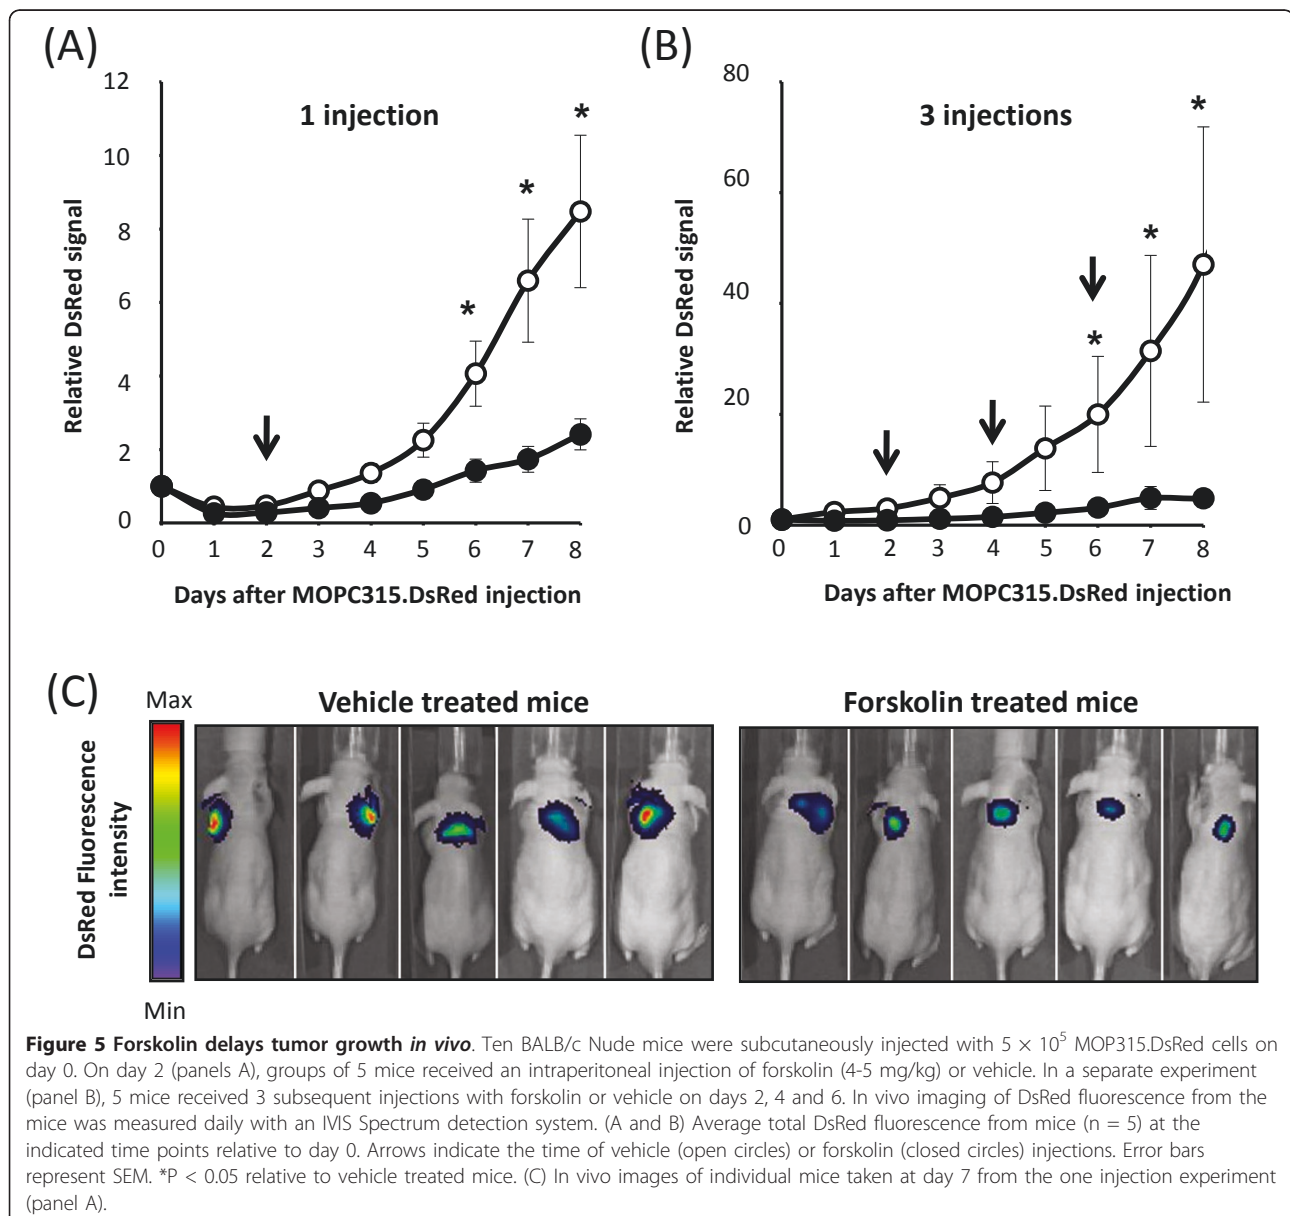 (A)
1 injection
Relative DsRed signal
12
10
8
6
4
2
0
* * *
0 1 2 3 4 5 6 7 8
Days after MOPC315.DsRed injection
(B)
3 injections
Relative DsRed signal
80
60
40
20
0
* * *
0 1 2 3 4 5 6 7 8
Days after MOPC315.DsRed injection
(C)
Vehicle treated mice
Forskolin treated mice
Max
DsRed Fluorescence
intensity
Min
Figure 5 Forskolin delays tumor growth in vivo. Ten BALB/c Nude mice were subcutaneously injected with 5 × 10⁵ MOP315.DsRed cells on
day 0. On day 2 (panels A), groups of 5 mice received an intraperitoneal injection of forskolin (4-5 mg/kg) or vehicle. In a separate experiment
(panel B), 5 mice received 3 subsequent injections with forskolin or vehicle on days 2, 4 and 6. In vivo imaging of DsRed fluorescence from the
mice was measured daily with an IVIS Spectrum detection system. (A and B) Average total DsRed fluorescence from mice (n = 5) at the
indicated time points relative to day 0. Arrows indicate the time of vehicle (open circles) or forskolin (closed circles) injections. Error bars
represent SEM. *P < 0.05 relative to vehicle treated mice. (C) In vivo images of individual mice taken at day 7 from the one injection experiment
(panel A).